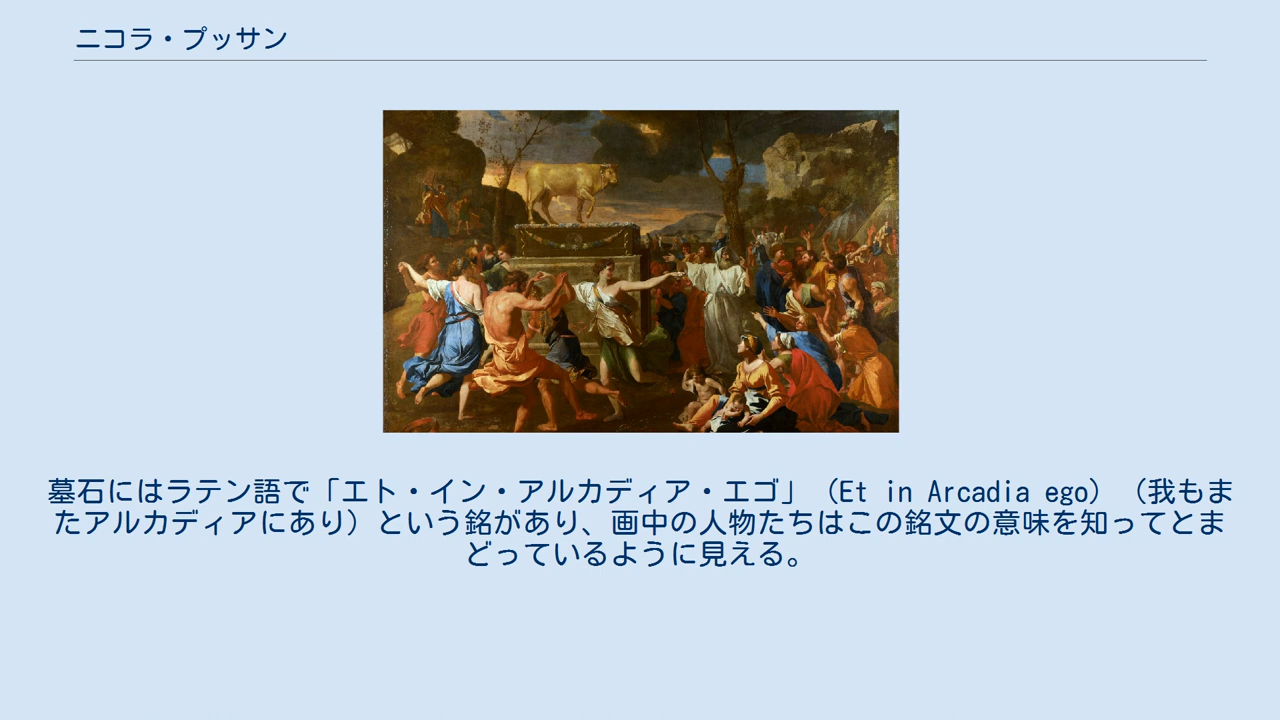 ニコラ・プッサン
墓石にはラテン語で「エト・イン・アルカディア・エゴ」（Et in Arcadia ego）（我もま
たアルカディアにあり）という銘があり、画中の人物たちはこの銘文の意味を知ってとま
どっているように見える。